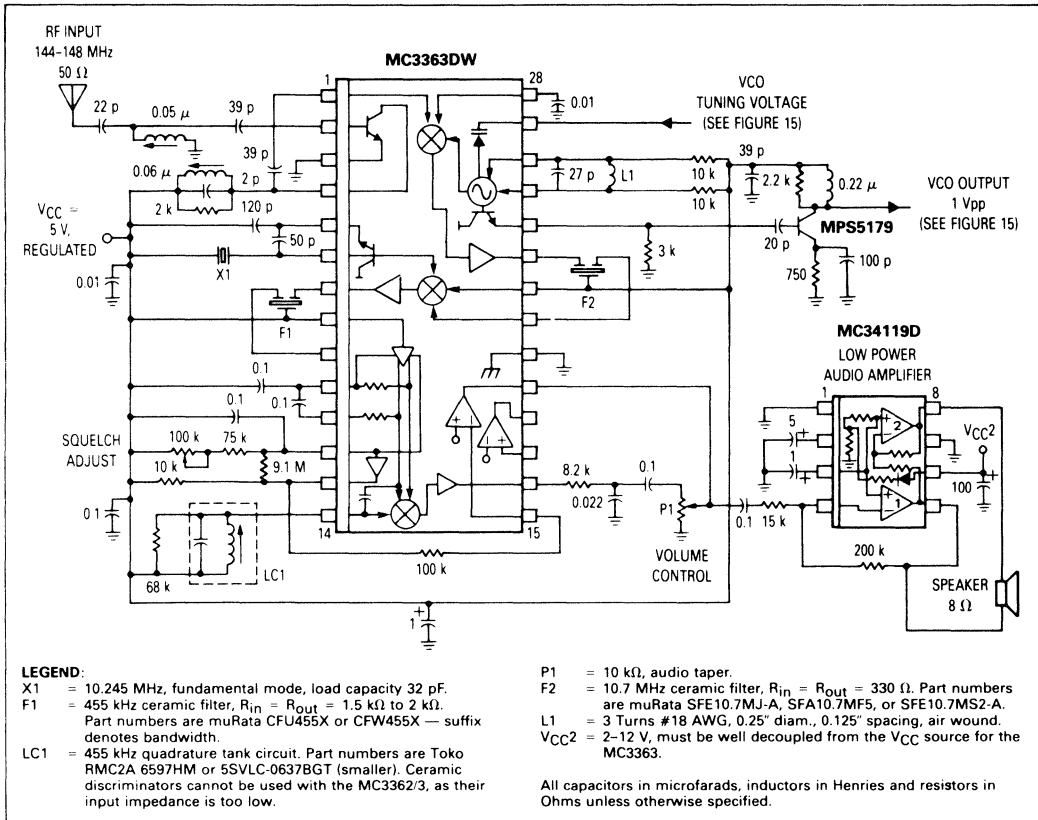 RF INPUT
144–148 MHz
50 Ω
22 p
0.05 μ
39 p
39 p
0.06 μ
2 p
2 k
120 p
50 p
VCC =
5 V,
REGULATED
0.01
X1
F1
0.1
0.1
0.1
SQUELCH
ADJUST
100 k
75 k
10 k
9.1 M
0.1
68 k
LC1
MC3363DW
1
28
14
15
100 k
1
+
0.01
VCO
TUNING VOLTAGE
(SEE FIGURE 15)
27 p
L1
10 k
10 k
39 p
2.2 k
0.22 μ
VCO OUTPUT
1 Vpp
(SEE FIGURE 15)
MPS5179
20 p
3 k
750
100 p
F2
8.2 k
0.022
0.1
P1
VOLUME
CONTROL
0.1
15 k
200 k
MC34119D
LOW POWER
AUDIO AMPLIFIER
1
8
5
+
1
+
2
1
VCC2
100
+
SPEAKER
8 Ω
LEGEND:
X1 = 10.245 MHz, fundamental mode, load capacity 32 pF.
F1 = 455 kHz ceramic filter, Rin = Rout = 1.5 kΩ to 2 kΩ.
Part numbers are muRata CFU455X or CFW455X — suffix
denotes bandwidth.
LC1 = 455 kHz quadrature tank circuit. Part numbers are Toko
RMC2A 6597HM or 5SVLC-0637BGT (smaller). Ceramic
discriminators cannot be used with the MC3362/3, as their
input impedance is too low.
P1 = 10 kΩ, audio taper.
F2 = 10.7 MHz ceramic filter, Rin = Rout = 330 Ω. Part numbers
are muRata SFE10.7MJ-A, SFA10.7MF5, or SFE10.7MS2-A.
L1 = 3 Turns #18 AWG, 0.25" diam., 0.125" spacing, air wound.
VCC2 = 2–12 V, must be well decoupled from the VCC source for the
MC3363.
All capacitors in microfarads, inductors in Henries and resistors in
Ohms unless otherwise specified.